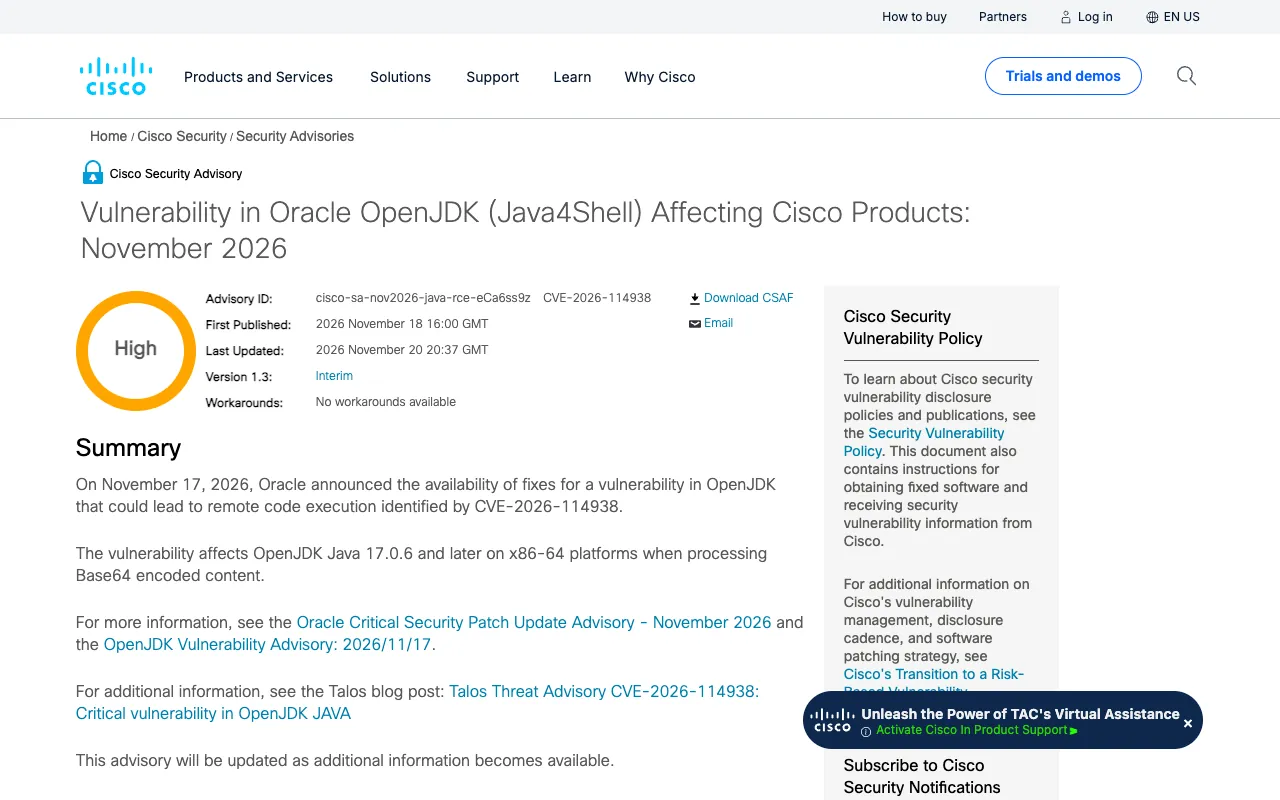 How to buy
Partners
Log in
EN US
CISCO
Products and Services
Solutions
Support
Learn
Why Cisco
Trials and demos
Home / Cisco Security / Security Advisories
Cisco Security Advisory
Vulnerability in Oracle OpenJDK (Java4Shell) Affecting Cisco Products:
November 2026
High
Advisory ID: cisco-sa-nov2026-java-rce-eCa6ss9z CVE-2026-114938
First Published: 2026 November 18 16:00 GMT
Last Updated: 2026 November 20 20:37 GMT
Version 1.3: Interim
Workarounds: No workarounds available
Download CSAF
Email
Summary
On November 17, 2026, Oracle announced the availability of fixes for a vulnerability in OpenJDK
that could lead to remote code execution identified by CVE-2026-114938.
The vulnerability affects OpenJDK Java 17.0.6 and later on x86-64 platforms when processing
Base64 encoded content.
For more information, see the Oracle Critical Security Patch Update Advisory - November 2026 and
the OpenJDK Vulnerability Advisory: 2026/11/17.
For additional information, see the Talos blog post: Talos Threat Advisory CVE-2026-114938:
Critical vulnerability in OpenJDK JAVA
This advisory will be updated as additional information becomes available.
Cisco Security
Vulnerability Policy
To learn about Cisco security
vulnerability disclosure
policies and publications, see
the Security Vulnerability
Policy. This document also
contains instructions for
obtaining fixed software and
receiving security
vulnerability information from
Cisco.
For additional information on
Cisco's vulnerability
management, disclosure
cadence, and software
patching strategy, see
Cisco's Transition to a Risk-
Based Vulnerability
CISCO
Unleash the Power of TAC's Virtual Assistance
Activate Cisco In Product Support
Subscribe to Cisco
Security Notifications